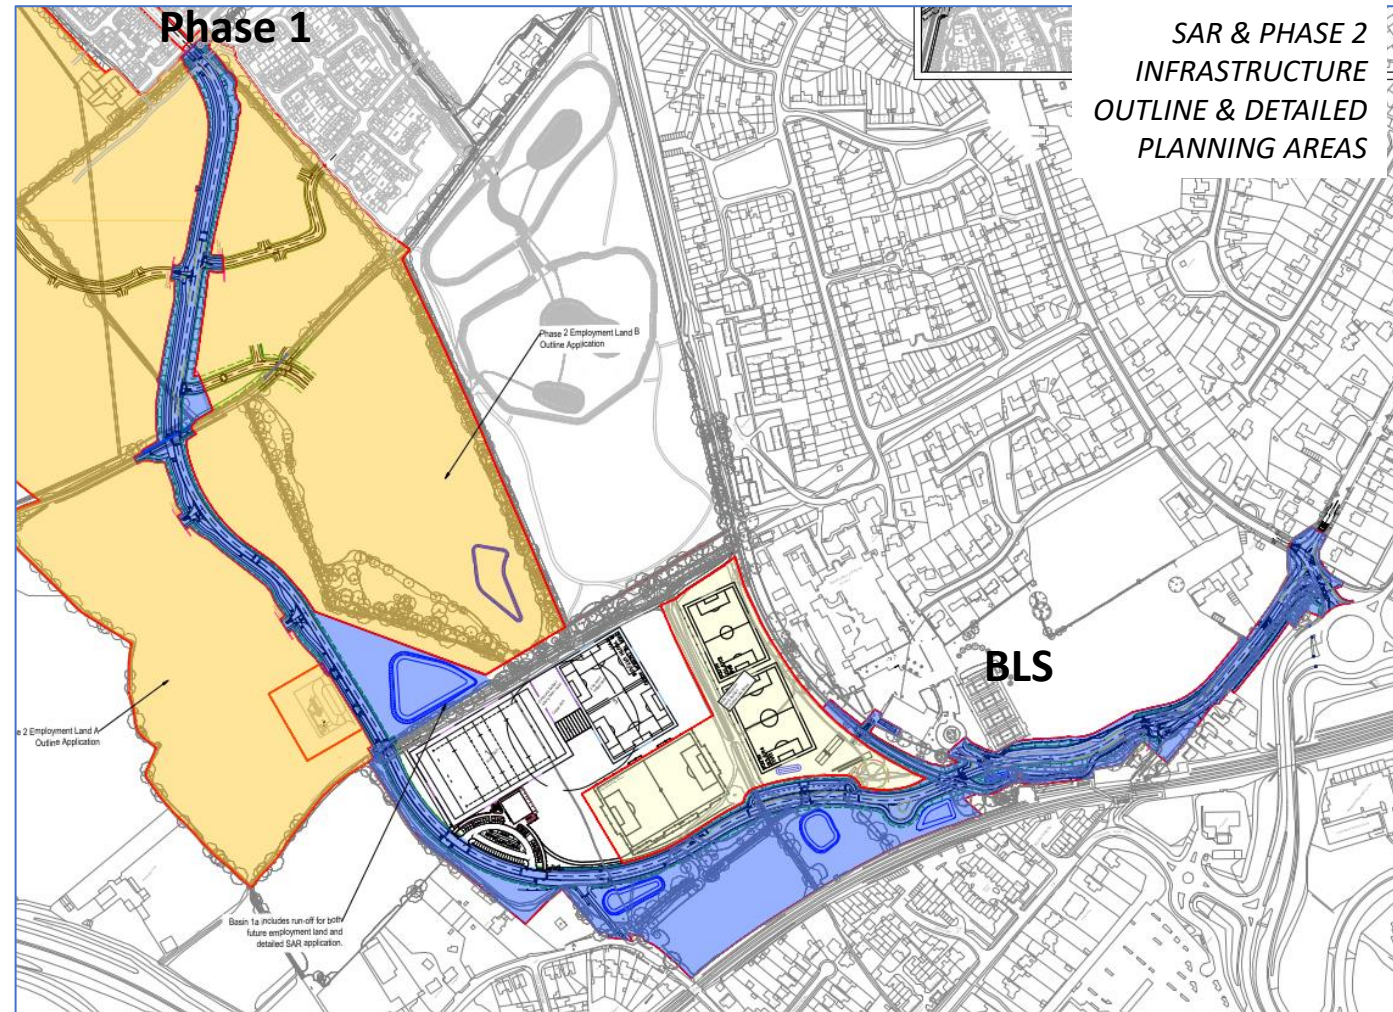 Phase 1
SAR & PHASE 2
INFRASTRUCTURE
OUTLINE & DETAILED
PLANNING AREAS
Phase 2 Employment Land B
Outline Application
BLS
e 2 Employment Land A
Outline Application
Basin 1a includes run-off for both
future employment land and
detailed SAR application.